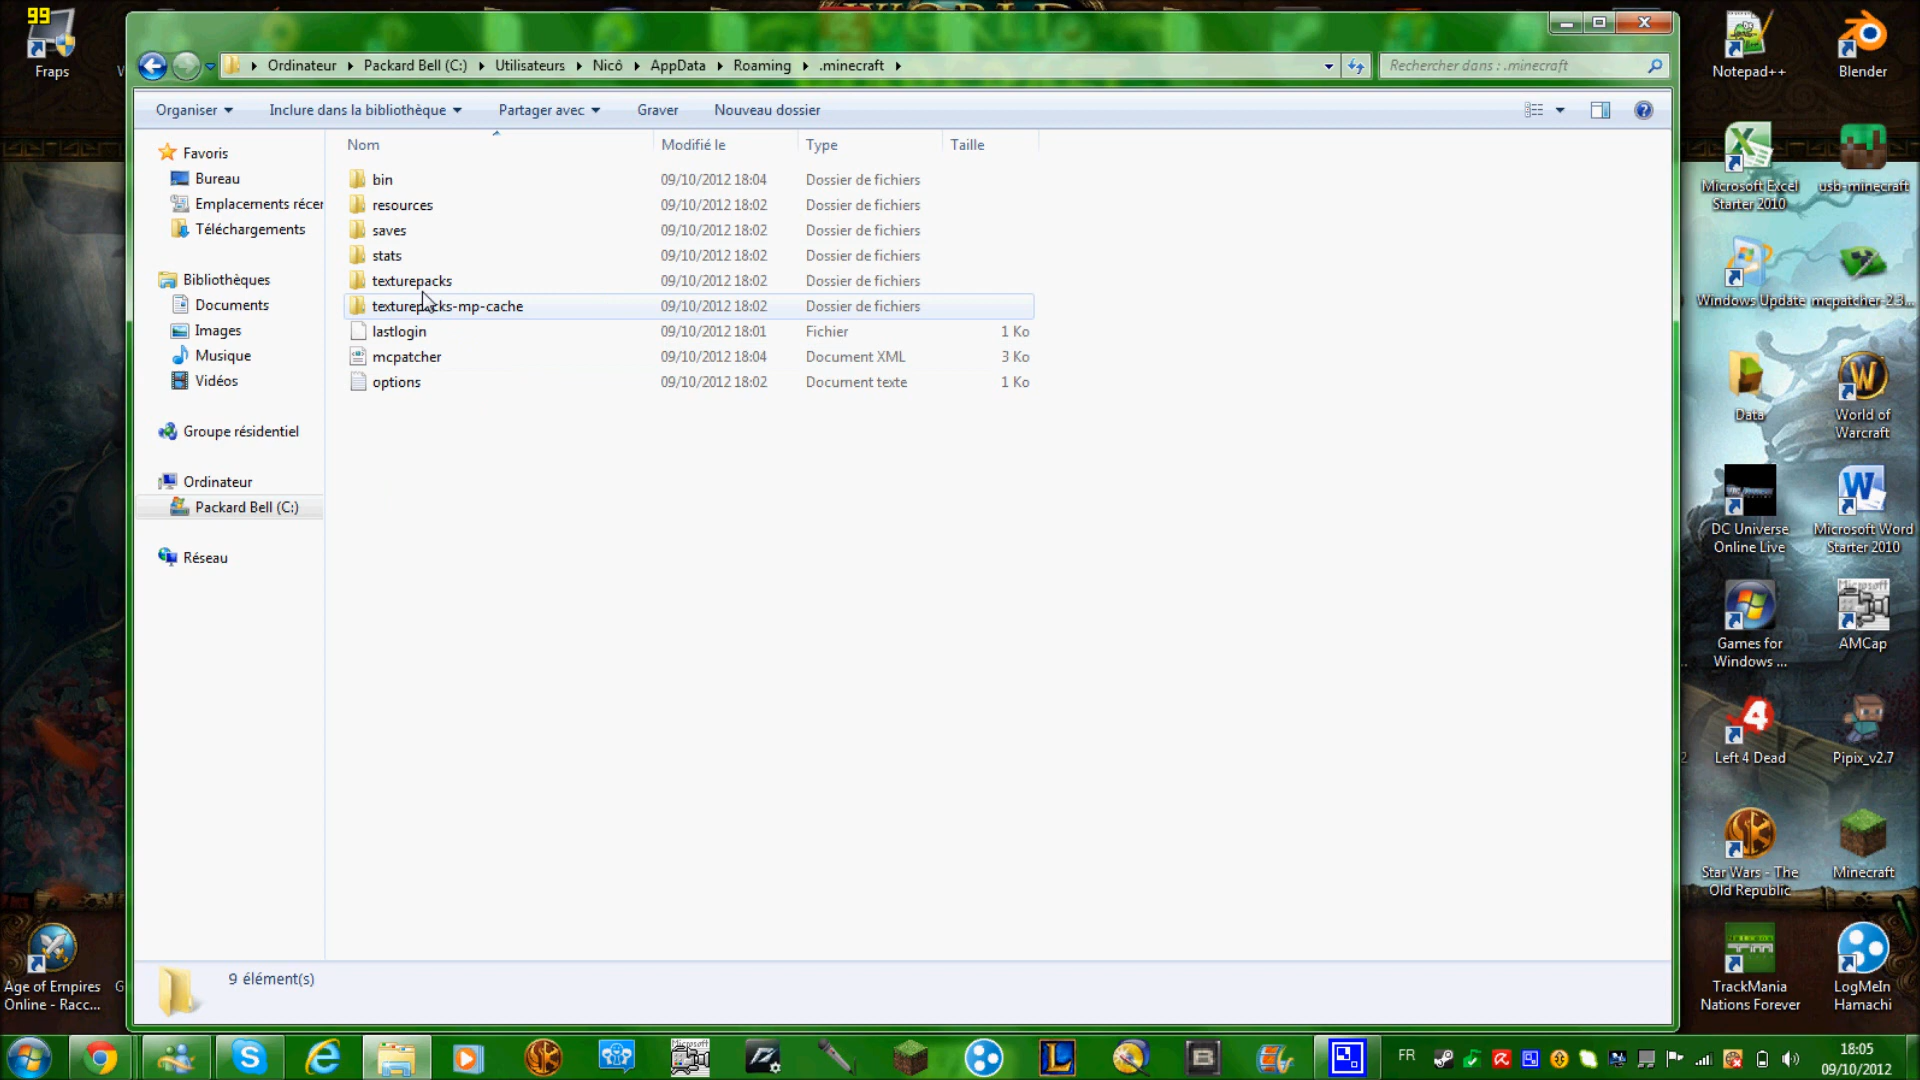 99
Fraps
Ordinateur Packard Bell (C:) Utilisateurs Nicô AppData Roaming .minecraft
Rechercher dans : .minecraft
Organiser Inclure dans la bibliothèque Partager avec Graver Nouveau dossier
Nom Modifié le Type Taille
Favoris
Bureau
Emplacements récer
Téléchargements
Bibliothèques
Documents
Images
Musique
Vidéos
Groupe résidentiel
Ordinateur
Packard Bell (C:)
Réseau
bin 09/10/2012 18:04 Dossier de fichiers
resources 09/10/2012 18:02 Dossier de fichiers
saves 09/10/2012 18:02 Dossier de fichiers
stats 09/10/2012 18:02 Dossier de fichiers
texturepacks 09/10/2012 18:02 Dossier de fichiers
texturepacks-mp-cache 09/10/2012 18:02 Dossier de fichiers
lastlogin 09/10/2012 18:01 Fichier 1 Ko
mcpatcher 09/10/2012 18:04 Document XML 3 Ko
options 09/10/2012 18:02 Document texte 1 Ko
9 élément(s)
Notepad++
Blender
Microsoft Excel
Starter 2010
usb-minecraft
Windows Update
mcpatcher-2.3...
Data
World of
Warcraft
DC Universe
Online Live
Microsoft Word
Starter 2010
Games for
Windows ...
AMCap
Left 4 Dead
Pipix_v2.7
Star Wars - The
Old Republic
Minecraft
TrackMania
Nations Forever
LogMeIn
Hamachi
Age of Empires
Online - Racc...
FR
18:05
09/10/2012